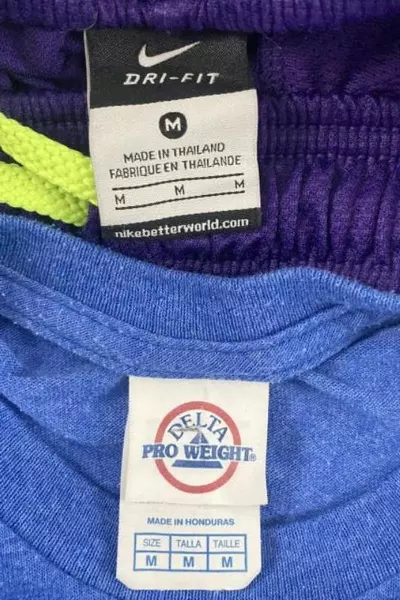 DRI-FIT
M
MADE IN THAILAND
FABRIQUE EN THAILANDE
M M M
nikebetterworld.com
DELTA
PRO WEIGHT®
MADE IN HONDURAS
SIZE TALLA TAILLE
M M M